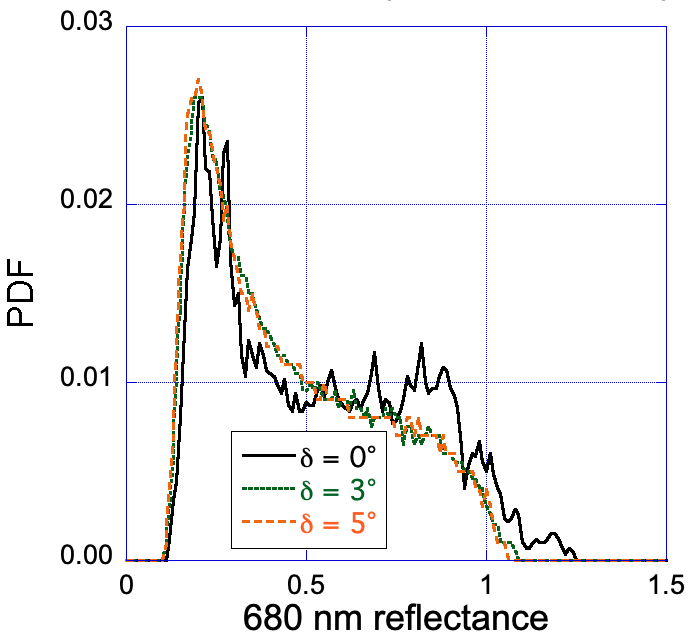 0.03
0.02
0.01
0.00
PDF
δ = 0°
δ = 3°
δ = 5°
0 0.5 1 1.5
680 nm reflectance